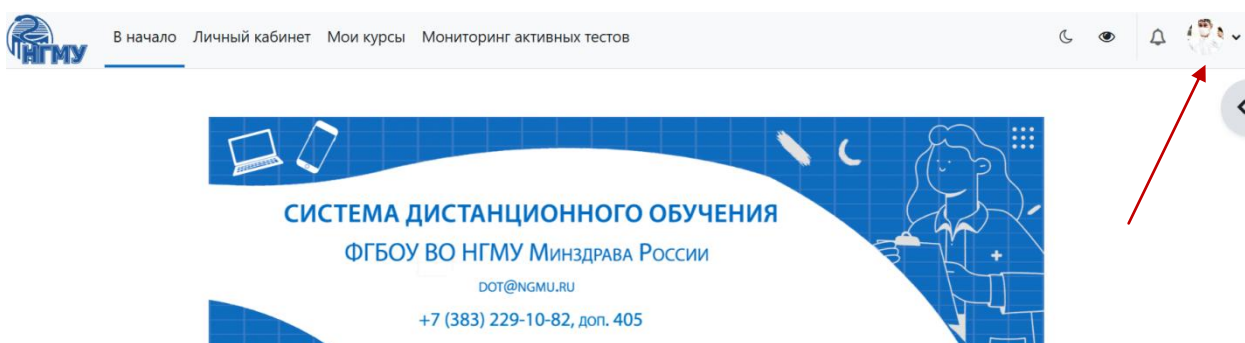 НГМУ
В начало Личный кабинет Мои курсы Мониторинг активных тестов
СИСТЕМА ДИСТАНЦИОННОГО ОБУЧЕНИЯ
ФГБОУ ВО НГМУ Минздрава России
DOT@NGMU.RU
+7 (383) 229-10-82, доп. 405